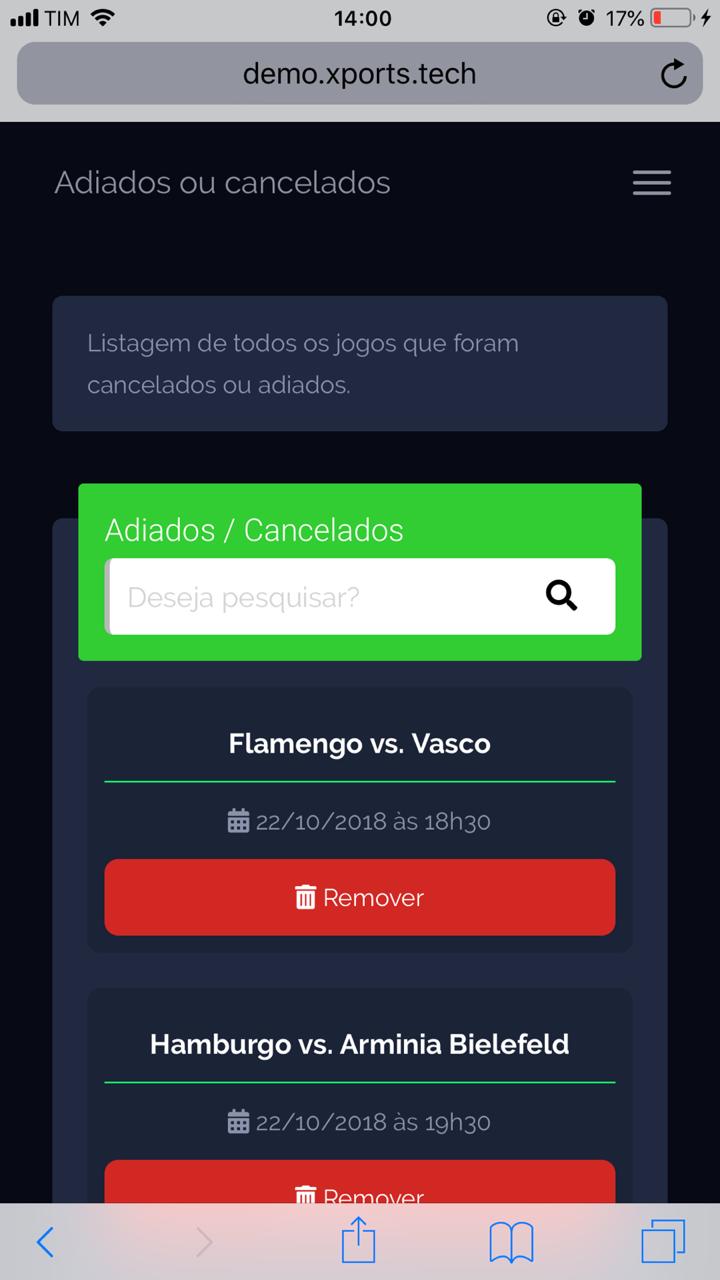 TIM 14:00 17%
demo.xports.tech
Adiados ou cancelados
Listagem de todos os jogos que foram
cancelados ou adiados.
Adiados / Cancelados
Deseja pesquisar?
Flamengo vs. Vasco
22/10/2018 às 18h30
Remover
Hamburgo vs. Arminia Bielefeld
22/10/2018 às 19h30
Remover